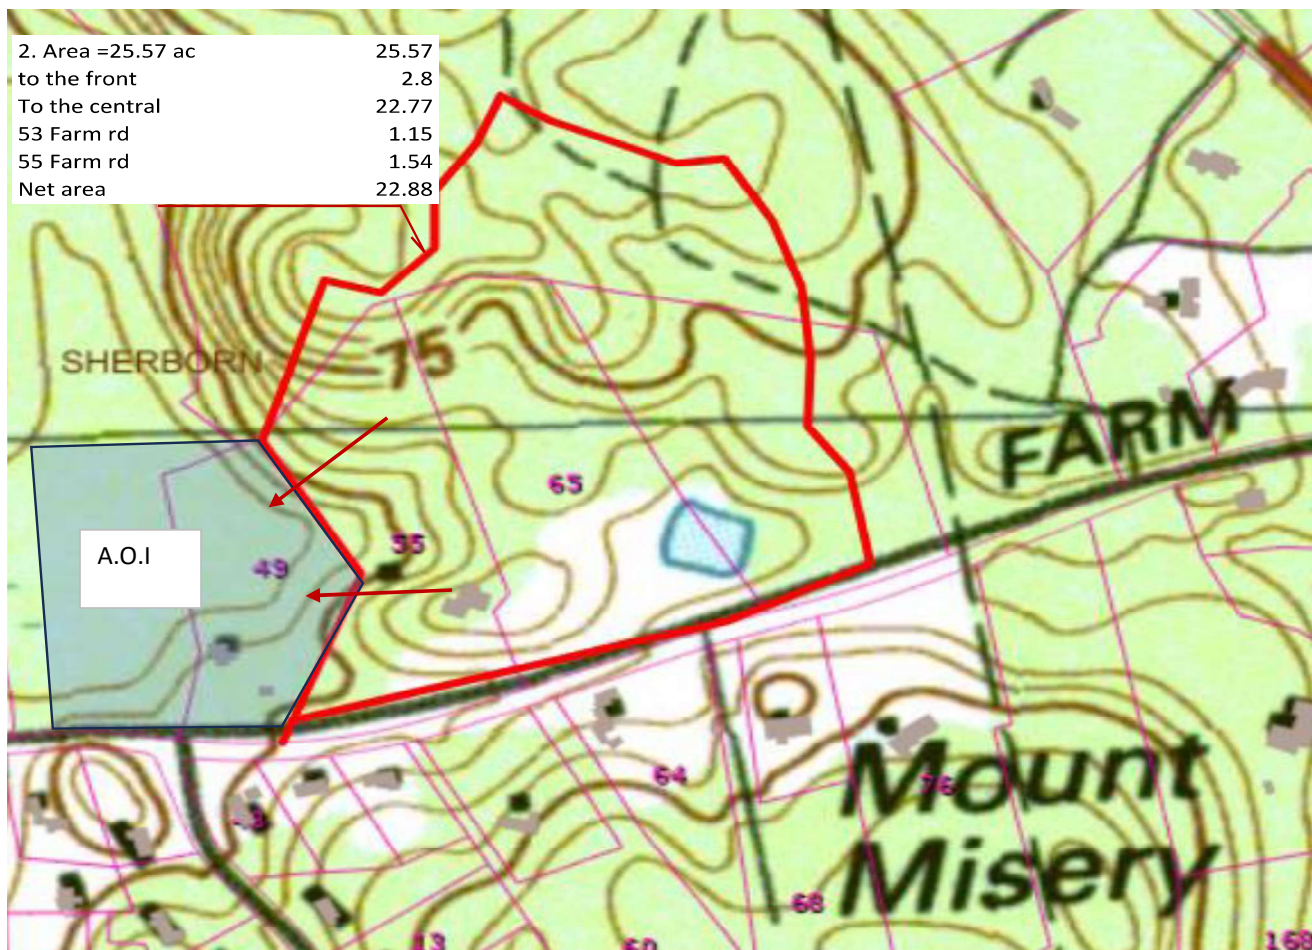 2. Area =25.57 ac 25.57
to the front 2.8
To the central 22.77
53 Farm rd 1.15
55 Farm rd 1.54
Net area 22.88
75
SHERBORN
FARM
65
A.O.I
49
55
64
76
Mount
Misery
68